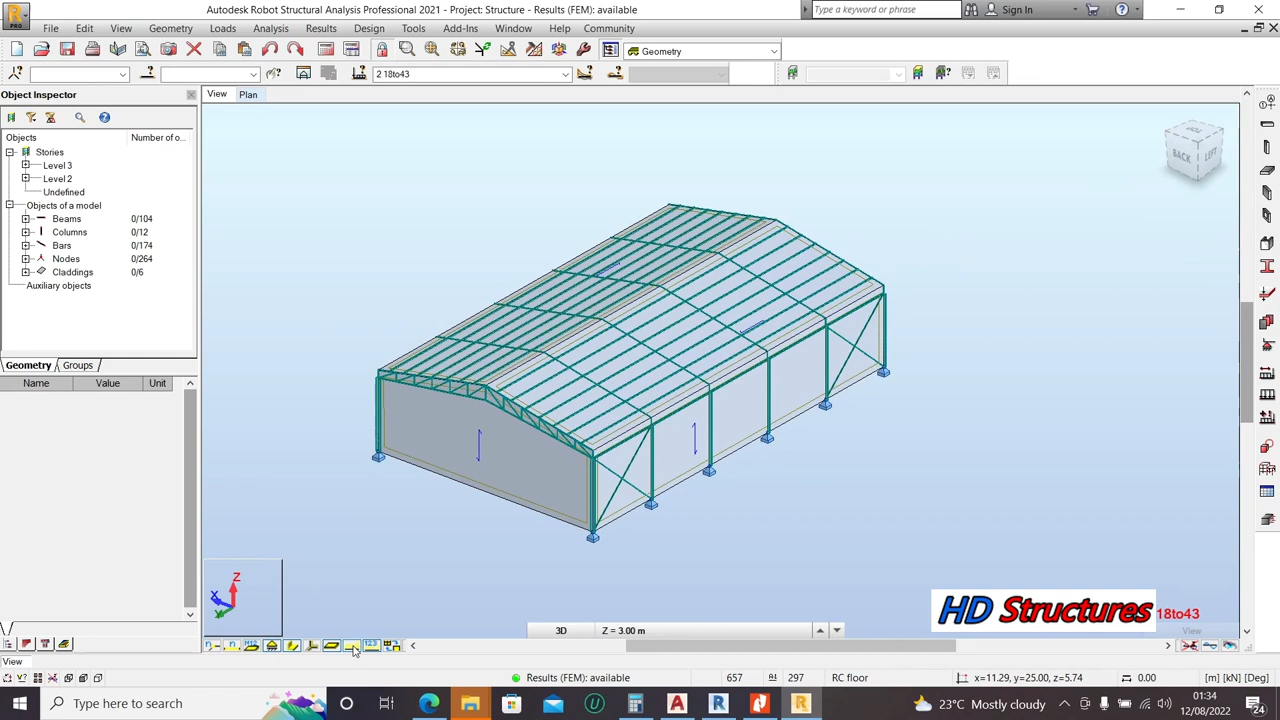 Autodesk Robot Structural Analysis Professional 2021 - Project: Structure - Results (FEM): available
Type a keyword or phrase
Sign In
File Edit View Geometry Loads Analysis Results Design Tools Add-Ins Window Help Community
Geometry
2 18to43
Object Inspector
View Plan
Objects Number of o...
Stories
Level 3
Level 2
Undefined
Objects of a model
Beams 0/104
Columns 0/12
Bars 0/174
Nodes 0/264
Claddings 0/6
Auxiliary objects
Geometry Groups
Name Value Unit
BACK LEFT
Z
X
Y
HD Structures
18to43
3D Z = 3.00 m
View
View
Results (FEM): available 657 297 RC floor x=11.29, y=25.00, z=5.74 0.00 [m] [kN] [Deg]
Type here to search
23°C Mostly cloudy
01:34
12/08/2022
24